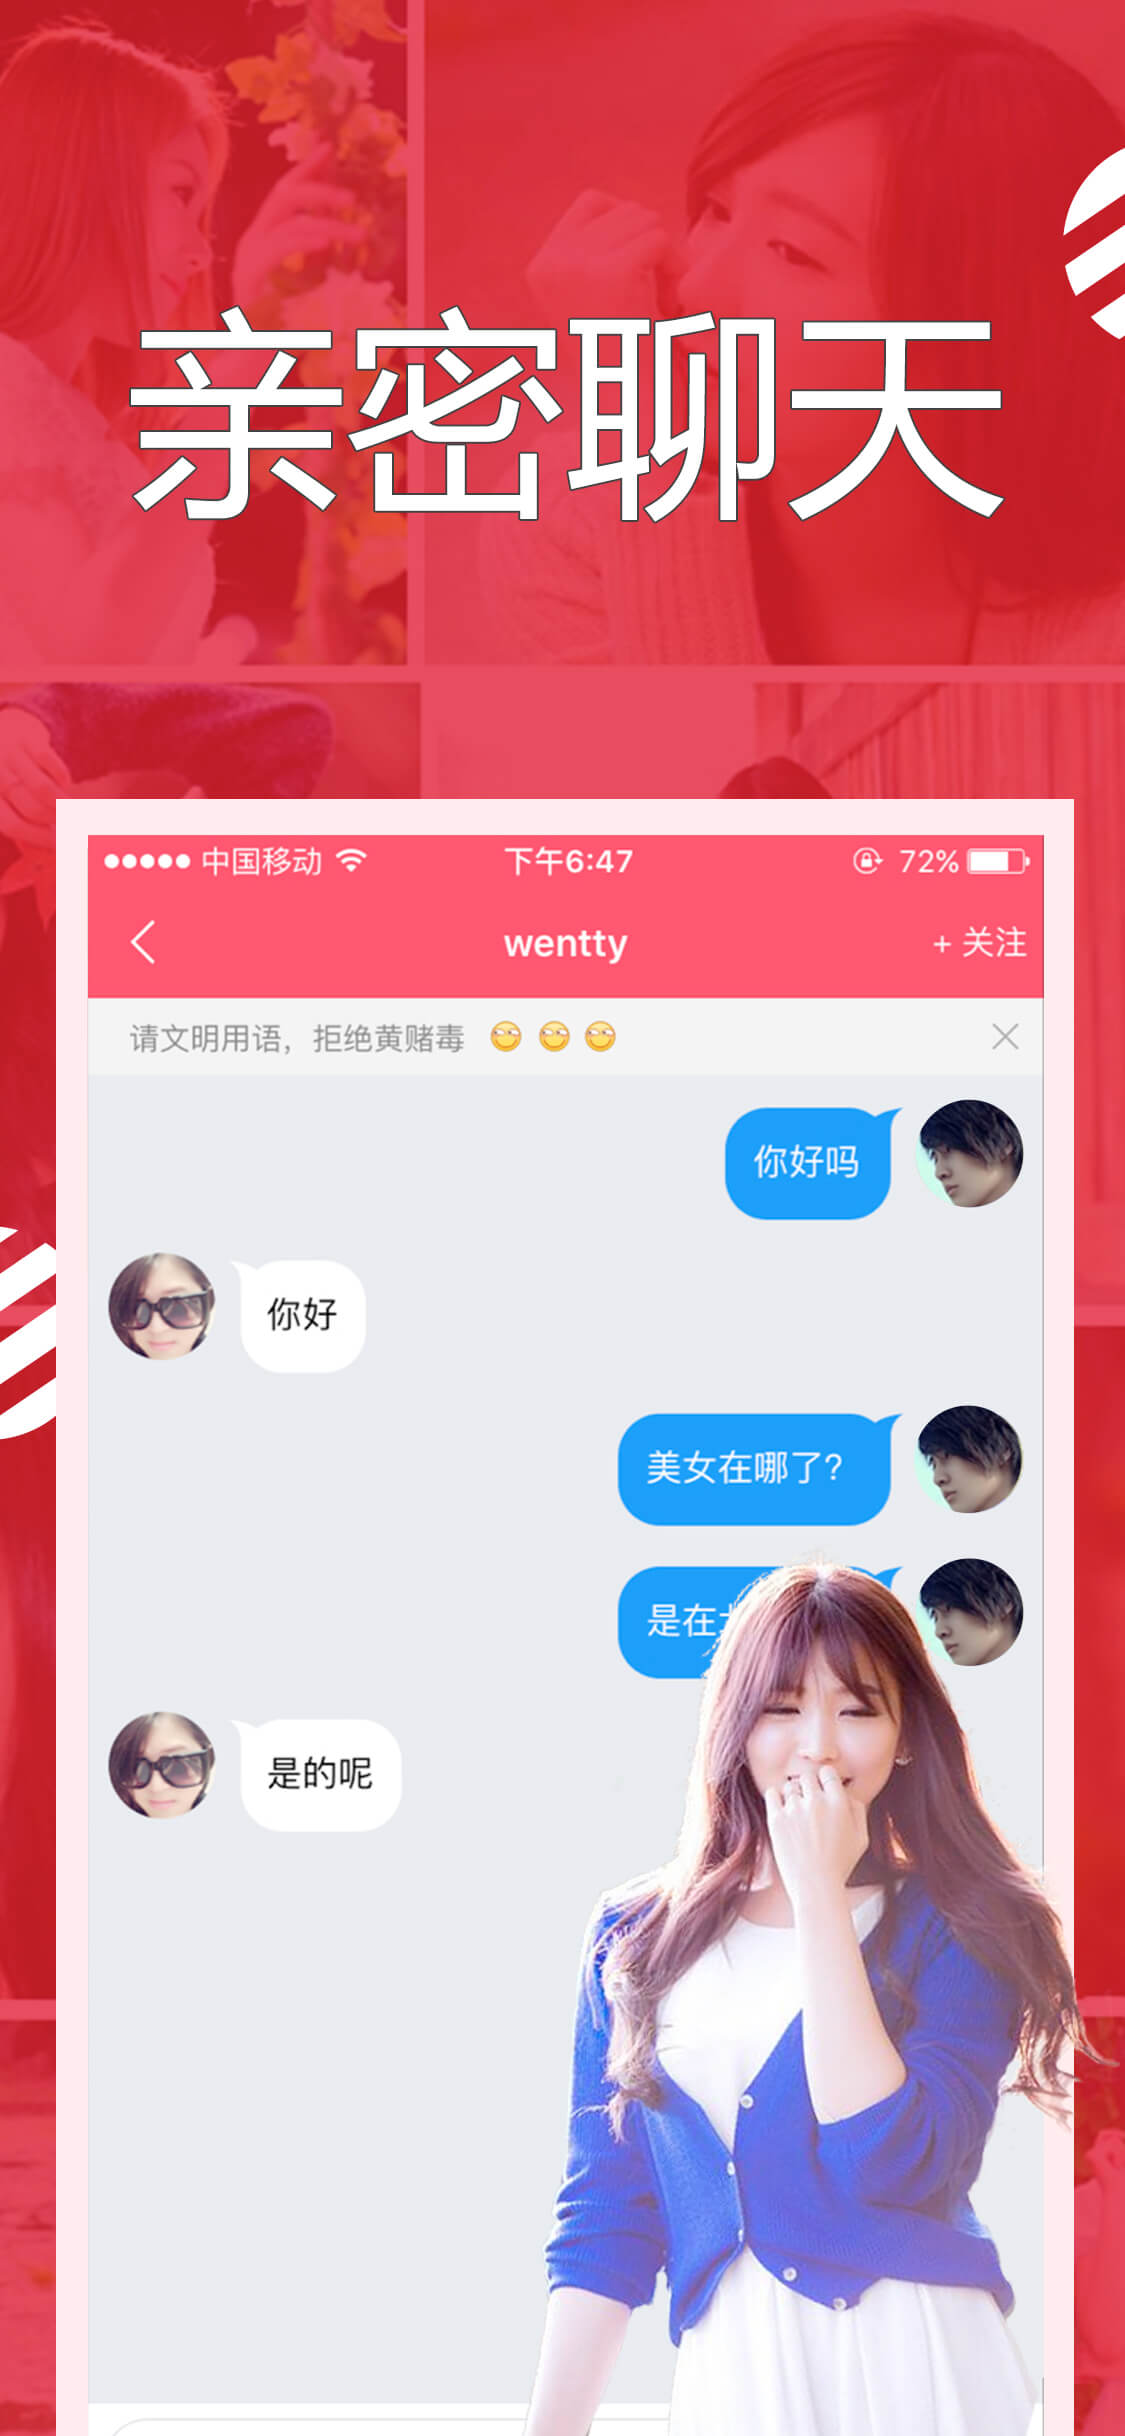 亲密聊天
中国移动 下午6:47 72%
wentty + 关注
请文明用语，拒绝黄赌毒
你好吗
你好
美女在哪了?
是在
是的呢